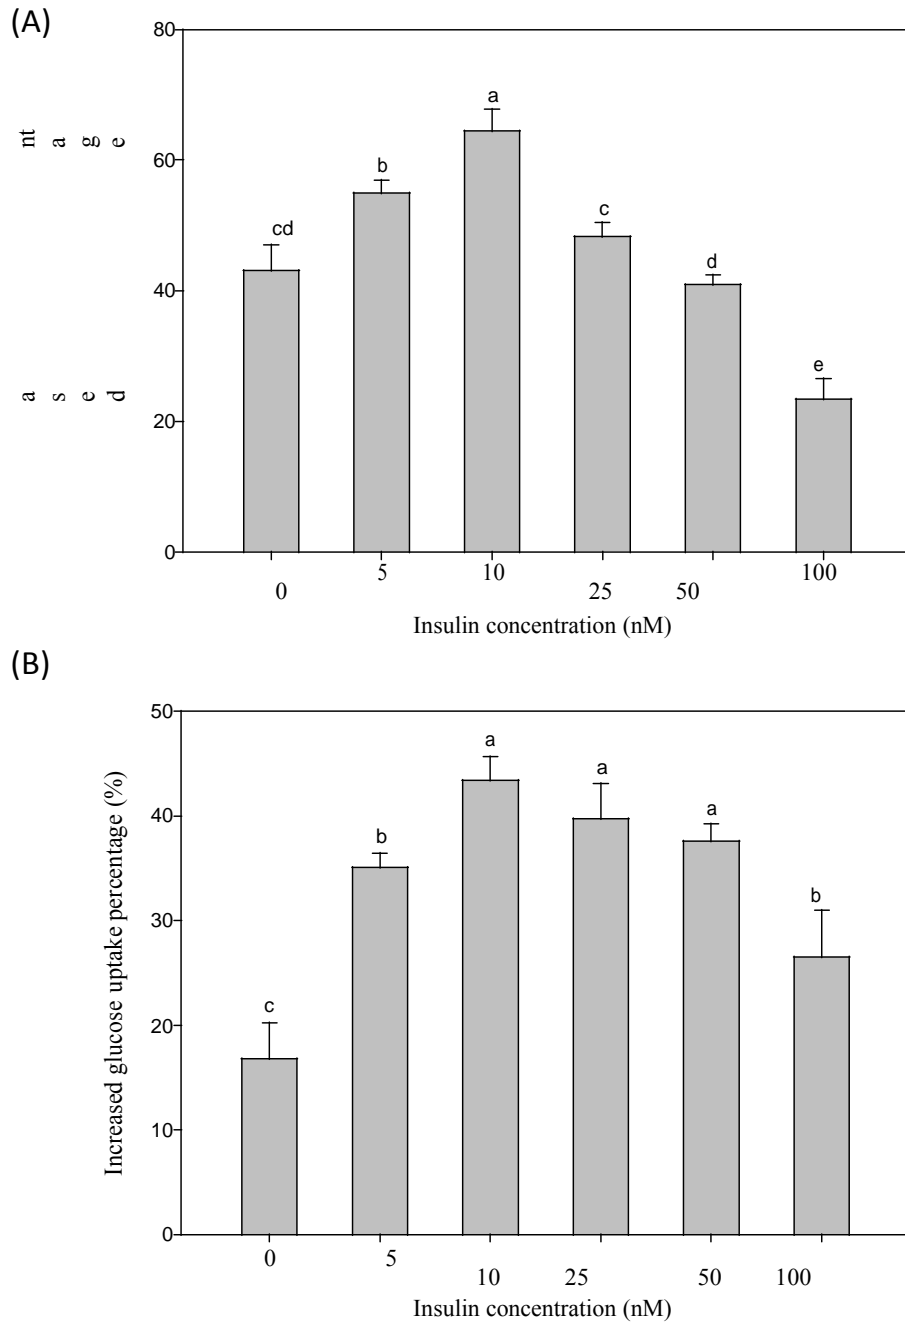 (A)
80
nt a g e
a
60
b
c
cd
d
40
a s e d
e
20
0
0 5 10 25 50 100
Insulin concentration (nM)
(B)
50
a
a
40
a
b
b
30
Increased glucose uptake percentage (%)
20
c
10
0
0 5 10 25 50 100
Insulin concentration (nM)